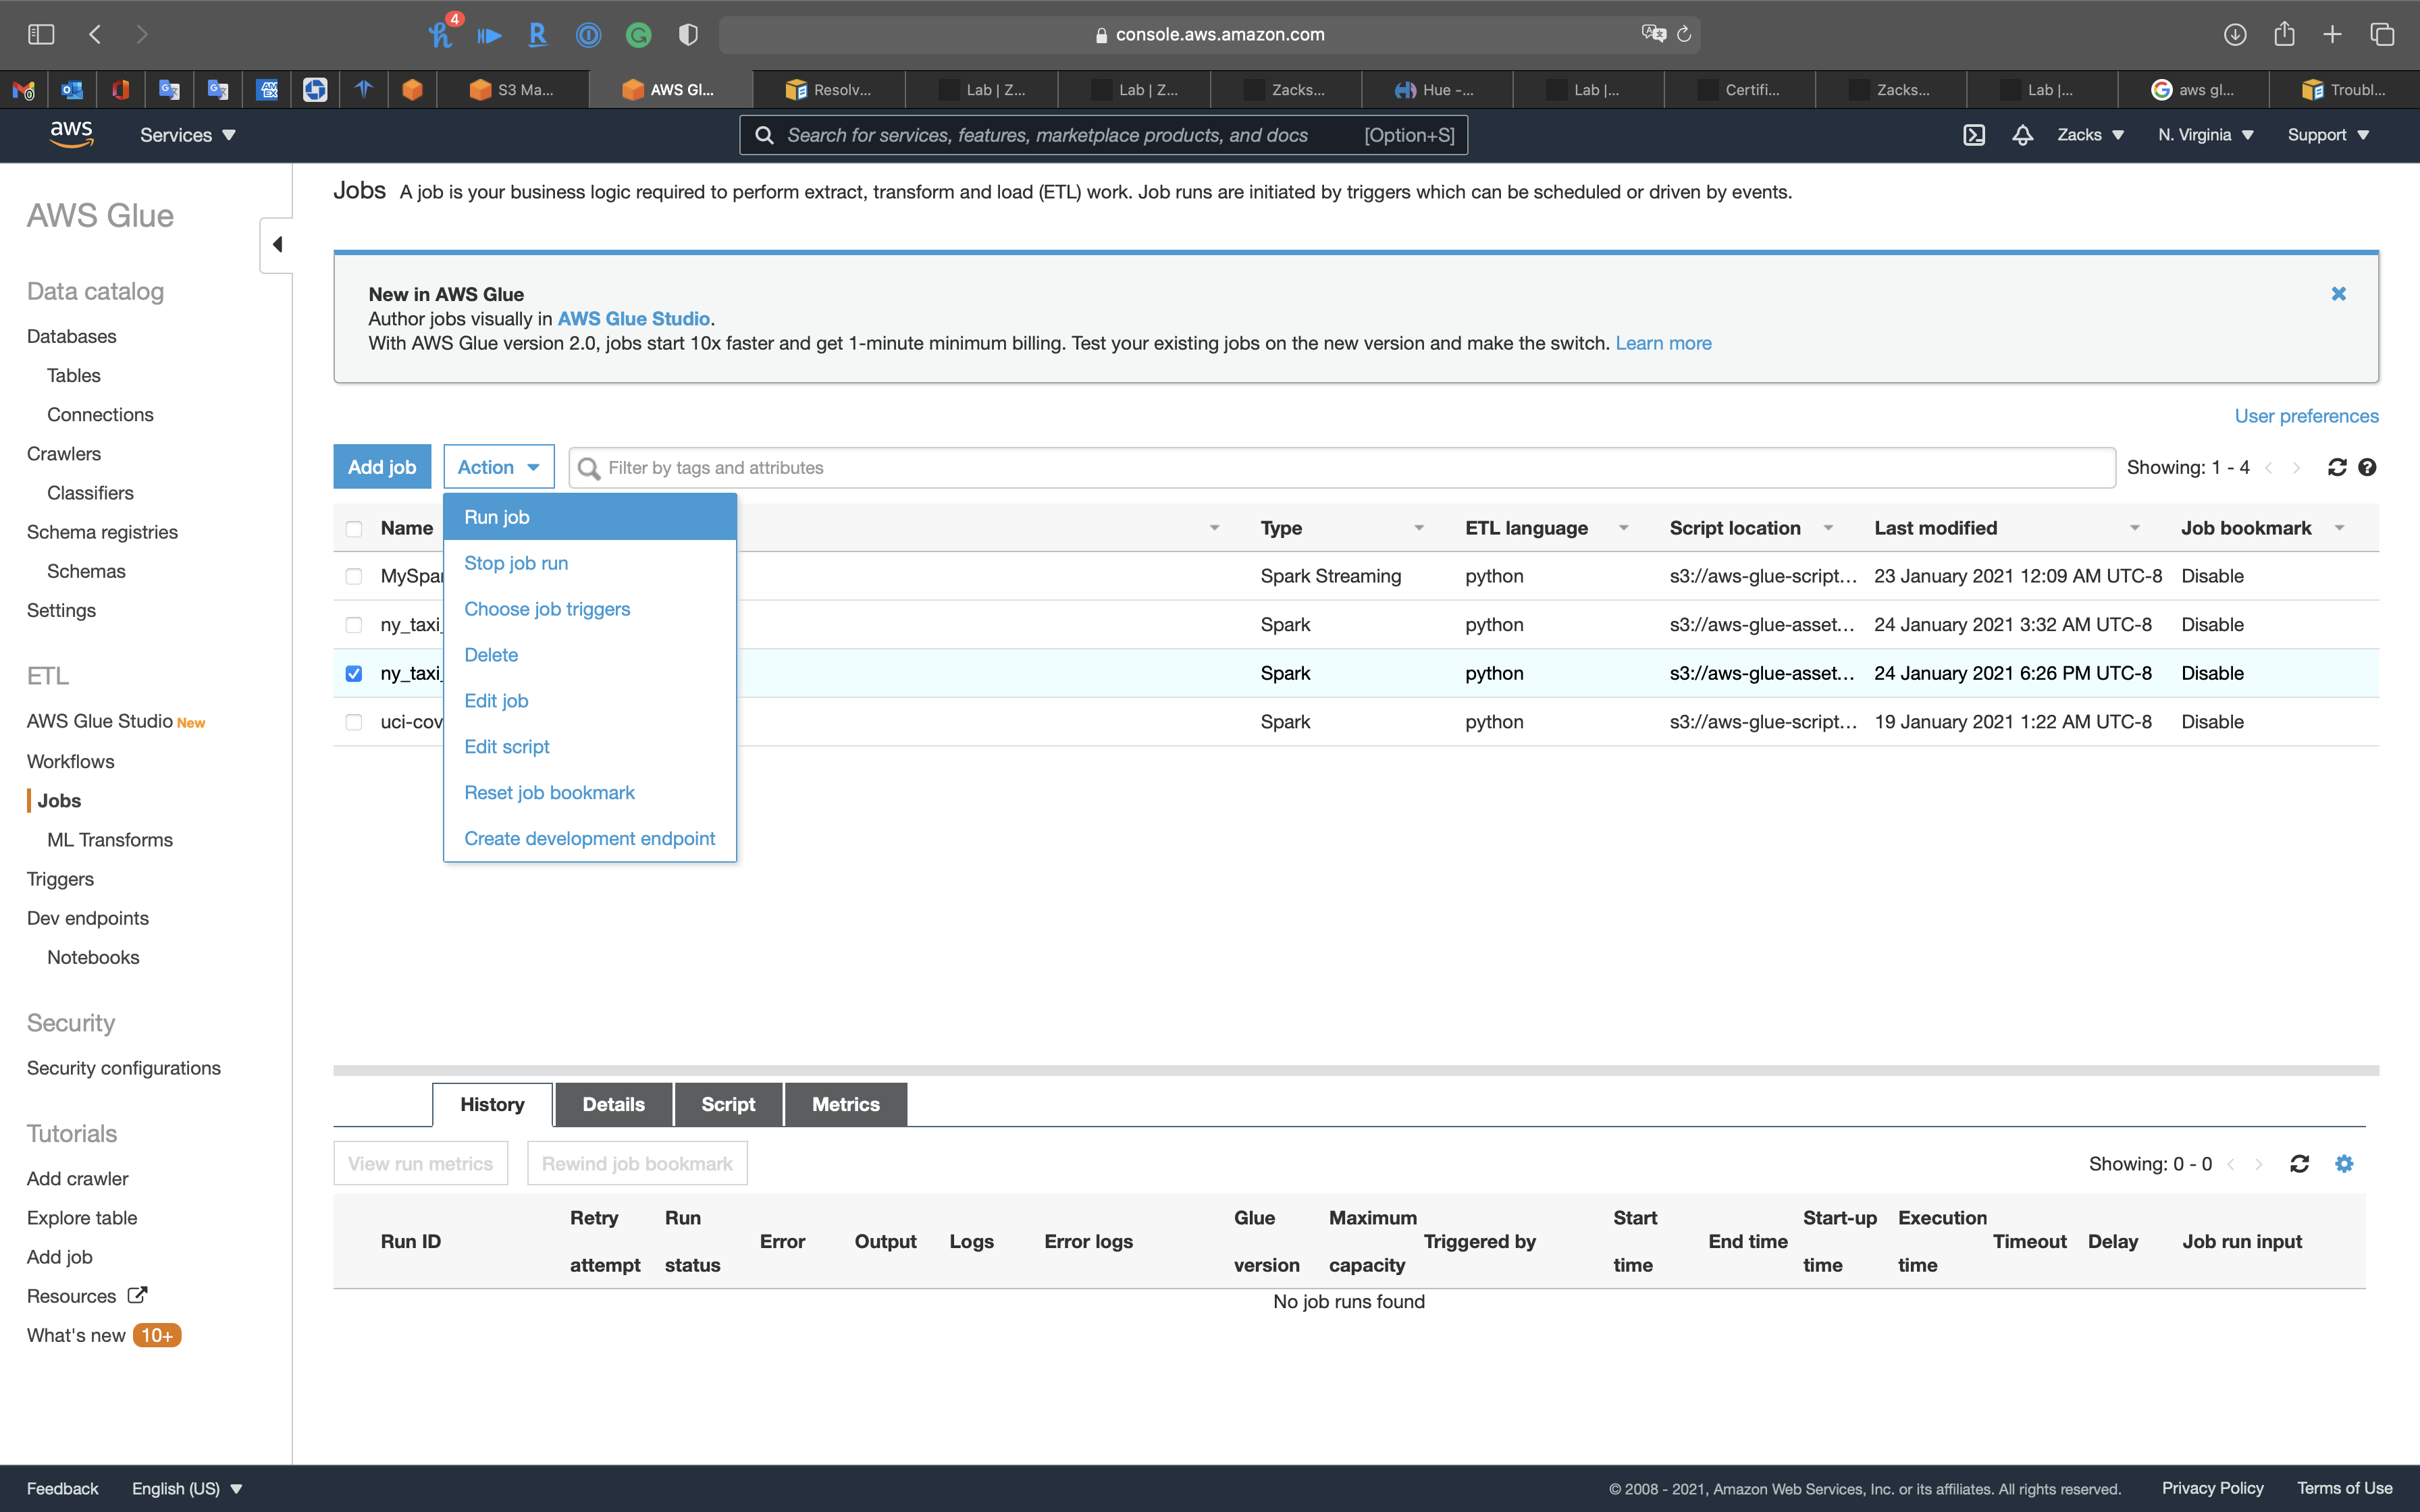 4
console.aws.amazon.com
S3 Ma...
AWS Gl...
Resolv...
Lab | Z...
Lab | Z...
Zacks...
Hue -...
Lab |...
Certifi...
Zacks...
Lab |...
aws gl...
Troubl...
aws
Services
Search for services, features, marketplace products, and docs [Option+S]
Zacks
N. Virginia
Support
AWS Glue
Data catalog
Databases
Tables
Connections
Crawlers
Classifiers
Schema registries
Schemas
Settings
ETL
AWS Glue Studio New
Workflows
Jobs
ML Transforms
Triggers
Dev endpoints
Notebooks
Security
Security configurations
Tutorials
Add crawler
Explore table
Add job
Resources
What's new 10+
Jobs A job is your business logic required to perform extract, transform and load (ETL) work. Job runs are initiated by triggers which can be scheduled or driven by events.
New in AWS Glue
Author jobs visually in AWS Glue Studio.
With AWS Glue version 2.0, jobs start 10x faster and get 1-minute minimum billing. Test your existing jobs on the new version and make the switch. Learn more
User preferences
Add job Action Filter by tags and attributes Showing: 1 - 4
Run job
Stop job run
Choose job triggers
Delete
Edit job
Edit script
Reset job bookmark
Create development endpoint
Name Type ETL language Script location Last modified Job bookmark
MySpar Spark Streaming python s3://aws-glue-script... 23 January 2021 12:09 AM UTC-8 Disable
ny_taxi_ Spark python s3://aws-glue-asset... 24 January 2021 3:32 AM UTC-8 Disable
ny_taxi_ Spark python s3://aws-glue-asset... 24 January 2021 6:26 PM UTC-8 Disable
uci-cov Spark python s3://aws-glue-script... 19 January 2021 1:22 AM UTC-8 Disable
History Details Script Metrics
View run metrics Rewind job bookmark Showing: 0 - 0
Run ID
Retry attempt
Run status
Error
Output
Logs
Error logs
Glue version
Maximum capacity
Triggered by
Start time
End time
Start-up time
Execution time
Timeout
Delay
Job run input
No job runs found
Feedback English (US) © 2008 - 2021, Amazon Web Services, Inc. or its affiliates. All rights reserved. Privacy Policy Terms of Use